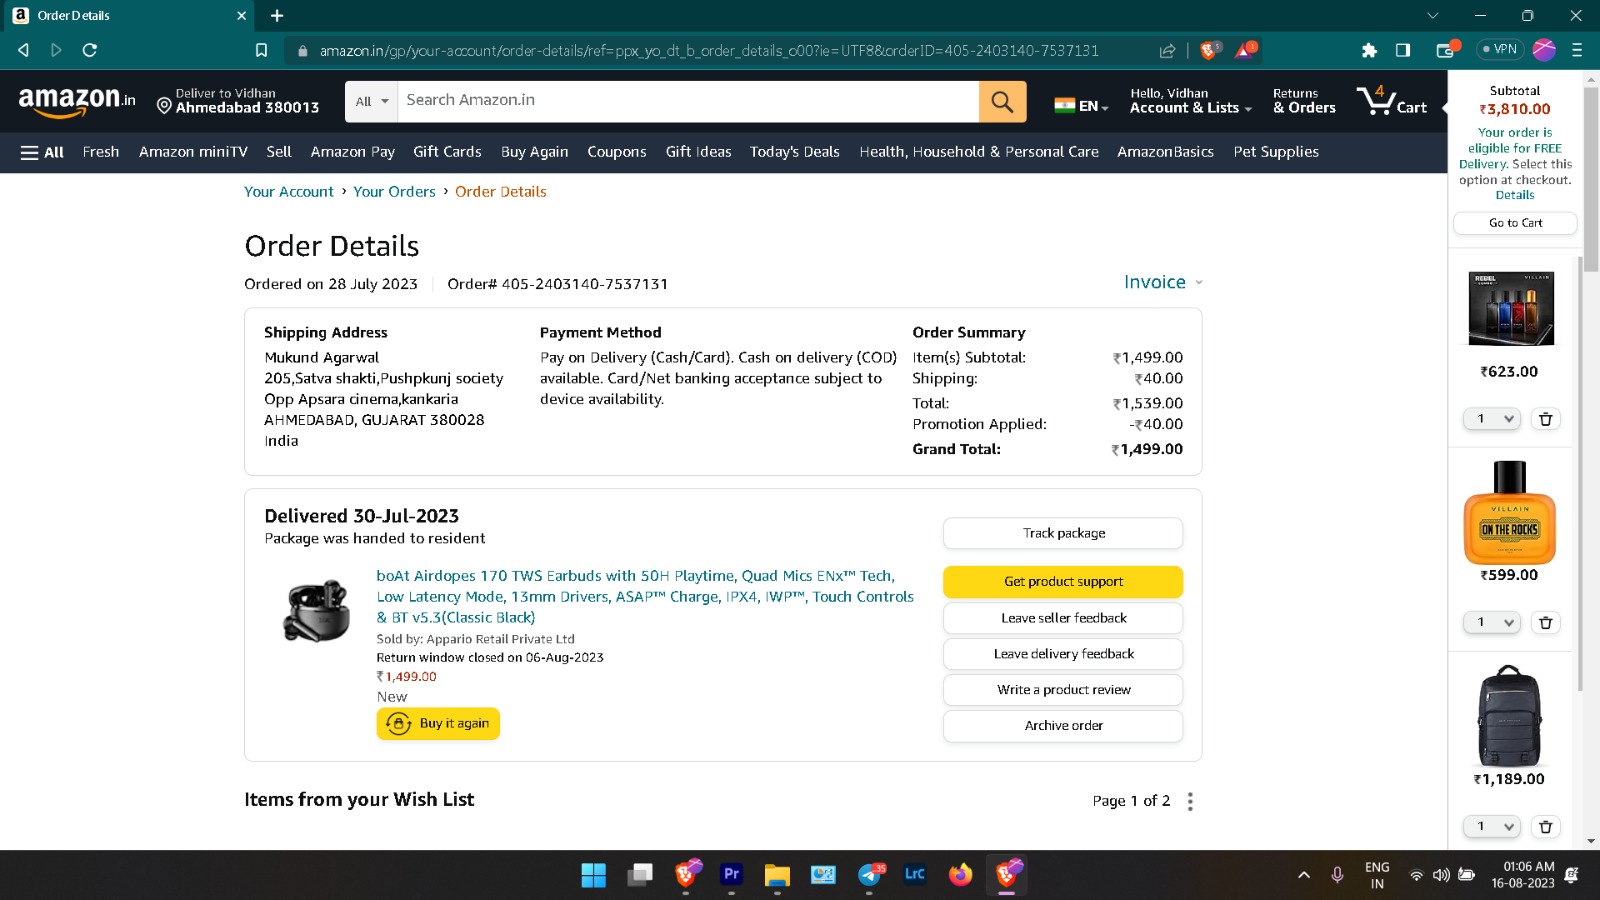 Order Details
amazon.in/gp/your-account/order-details/ref=ppx_yo_dt_b_order_details_o00?ie=UTF8&orderID=405-2403140-7537131
VPN
amazon.in
Deliver to Vidhan
Ahmedabad 380013
All
Search Amazon.in
EN
Hello, Vidhan
Account & Lists
Returns
& Orders
4
Cart
All
Fresh
Amazon miniTV
Sell
Amazon Pay
Gift Cards
Buy Again
Coupons
Gift Ideas
Today's Deals
Health, Household & Personal Care
AmazonBasics
Pet Supplies
Your Account › Your Orders › Order Details
Order Details
Ordered on 28 July 2023
Order# 405-2403140-7537131
Invoice
Shipping Address
Mukund Agarwal
205,Satva shakti,Pushpkunj society
Opp Apsara cinema,kankaria
AHMEDABAD, GUJARAT 380028
India
Payment Method
Pay on Delivery (Cash/Card). Cash on delivery (COD)
available. Card/Net banking acceptance subject to
device availability.
Order Summary
Item(s) Subtotal: ₹1,499.00
Shipping: ₹40.00
Total: ₹1,539.00
Promotion Applied: -₹40.00
Grand Total: ₹1,499.00
Delivered 30-Jul-2023
Package was handed to resident
boAt Airdopes 170 TWS Earbuds with 50H Playtime, Quad Mics ENx™ Tech,
Low Latency Mode, 13mm Drivers, ASAP™ Charge, IPX4, IWP™, Touch Controls
& BT v5.3(Classic Black)
Sold by: Appario Retail Private Ltd
Return window closed on 06-Aug-2023
₹1,499.00
New
Buy it again
Track package
Get product support
Leave seller feedback
Leave delivery feedback
Write a product review
Archive order
Items from your Wish List
Page 1 of 2
Subtotal
₹3,810.00
Your order is
eligible for FREE
Delivery. Select this
option at checkout.
Details
Go to Cart
VILLAIN
₹623.00
1
VILLAIN
ON THE ROCKS
₹599.00
1
₹1,189.00
1
Pr
35
LrC
ENG
IN
01:06 AM
16-08-2023